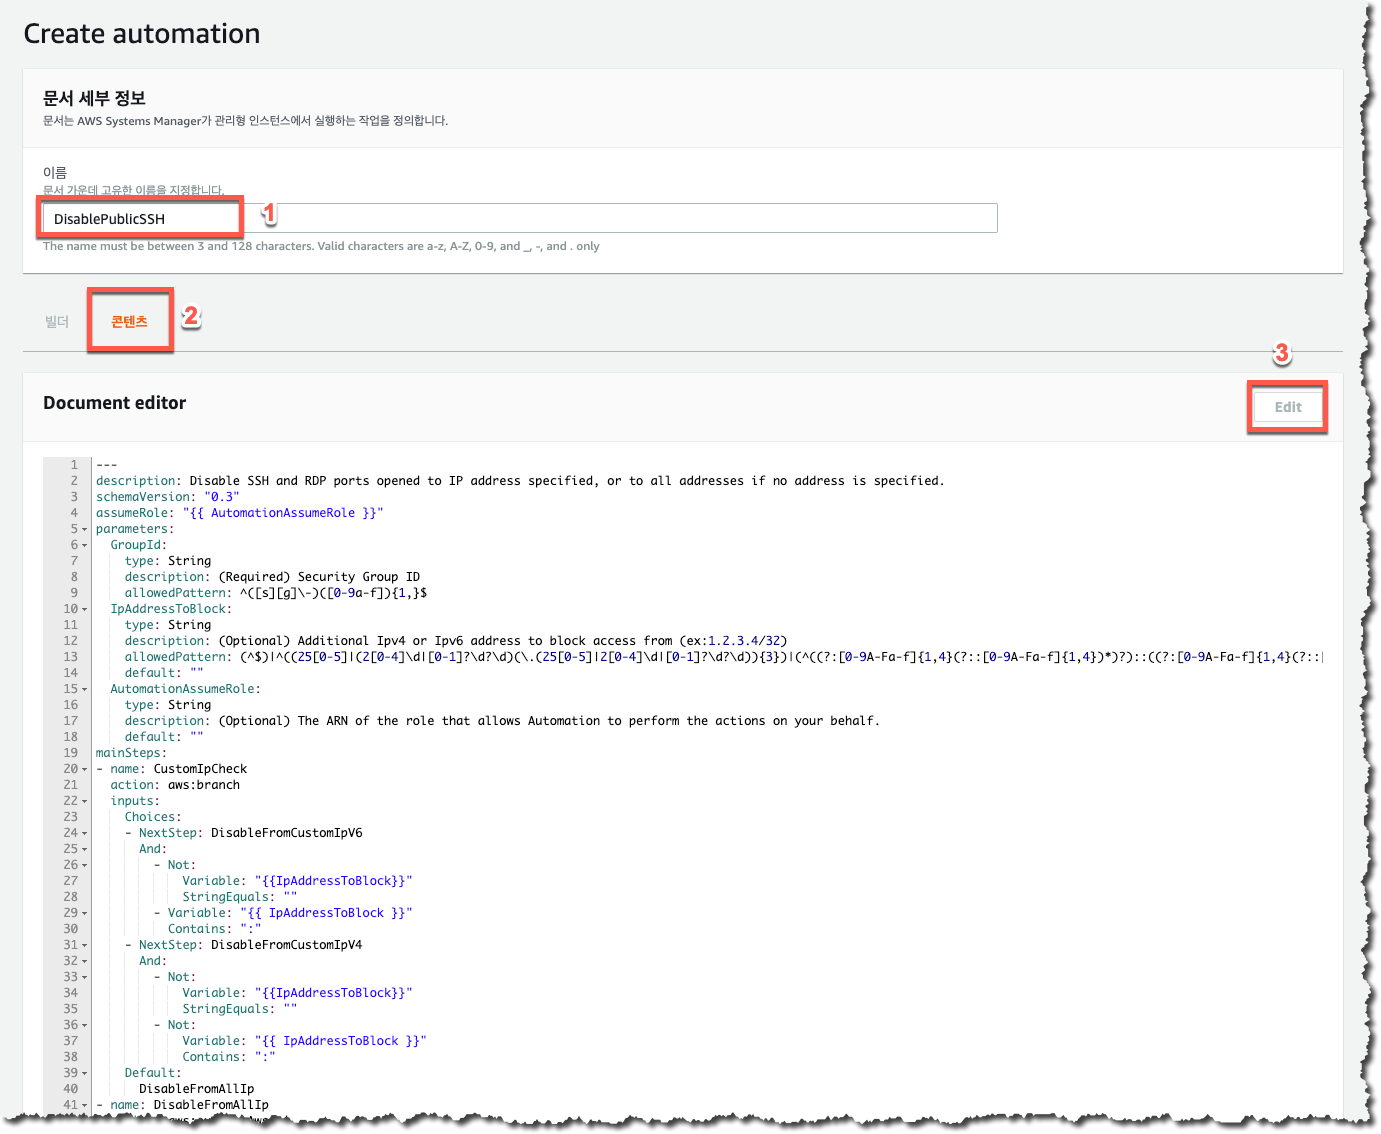 Create automation
문서 세부 정보
문서는 AWS Systems Manager가 관리형 인스턴스에서 실행하는 작업을 정의합니다.
이름
문서 가운데 고유한 이름을 지정합니다.
DisablePublicSSH
1
The name must be between 3 and 128 characters. Valid characters are a-z, A-Z, 0-9, and _, -, and . only
빌더
콘텐츠
2
3
Document editor
Edit
1 ---
2 description: Disable SSH and RDP ports opened to IP address specified, or to all addresses if no address is specified.
3 schemaVersion: "0.3"
4 assumeRole: "{{ AutomationAssumeRole }}"
5 parameters:
6 GroupId:
7 type: String
8 description: (Required) Security Group ID
9 allowedPattern: ^([s][g]\-)([0-9a-f]){1,}$
10 IpAddressToBlock:
11 type: String
12 description: (Optional) Additional Ipv4 or Ipv6 address to block access from (ex:1.2.3.4/32)
13 allowedPattern: (^$)|^((25[0-5]|(2[0-4]\d|[0-1]?\d?\d)(\.(25[0-5]|2[0-4]\d|[0-1]?\d?\d)){3})|(^((?:[0-9A-Fa-f]{1,4}(?::[0-9A-Fa-f]{1,4})*)?)::((?:[0-9A-Fa-f]{1,4}(?::[
14 default: ""
15 AutomationAssumeRole:
16 type: String
17 description: (Optional) The ARN of the role that allows Automation to perform the actions on your behalf.
18 default: ""
19 mainSteps:
20 - name: CustomIpCheck
21 action: aws:branch
22 inputs:
23 Choices:
24 - NextStep: DisableFromCustomIpV6
25 And:
26 - Not:
27 Variable: "{{IpAddressToBlock}}"
28 StringEquals: ""
29 - Variable: "{{ IpAddressToBlock }}"
30 Contains: ":"
31 - NextStep: DisableFromCustomIpV4
32 And:
33 - Not:
34 Variable: "{{IpAddressToBlock}}"
35 StringEquals: ""
36 - Not:
37 Variable: "{{ IpAddressToBlock }}"
38 Contains: ":"
39 Default:
40 DisableFromAllIp
41 - name: DisableFromAllIp